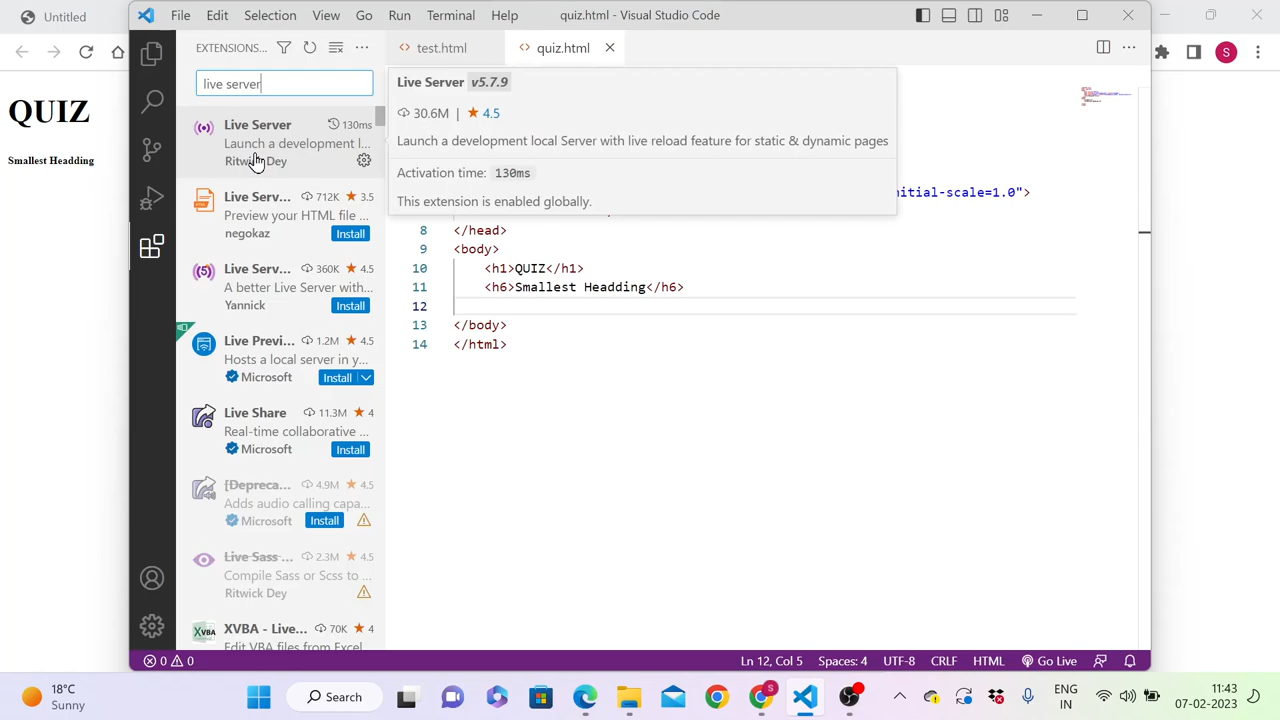 Untitled
QUIZ
Smallest Headding
File Edit Selection View Go Run Terminal Help
quiz.html - Visual Studio Code
EXTENSIONS...
test.html
quiz.html
live server
Live Server 130ms
Launch a development l...
Ritwick Dey
Live Serv... 712K 3.5
Preview your HTML file ...
negokaz Install
Live Serv... 360K 4.5
A better Live Server with...
Yannick Install
Live Previ... 1.2M 4.5
Hosts a local server in y...
Microsoft Install
Live Share 11.3M 4
Real-time collaborative ...
Microsoft Install
[Depreca... 4.9M 4.5
Adds audio calling capa...
Microsoft Install
Live Sass ... 2.3M 4.5
Compile Sass or Scss to ...
Ritwick Dey
XVBA - Live... 70K 4
Edit VBA files from Excel
Live Server v5.7.9
30.6M | 4.5
Launch a development local Server with live reload feature for static & dynamic pages
Activation time: 130ms
This extension is enabled globally.
nitial-scale=1.0">
8 </head>
9 <body>
10 <h1>QUIZ</h1>
11 <h6>Smallest Headding</h6>
12
13 </body>
14 </html>
0 0
Ln 12, Col 5 Spaces: 4 UTF-8 CRLF HTML Go Live
18°C
Sunny
Search
ENG
IN
11:43
07-02-2023
S